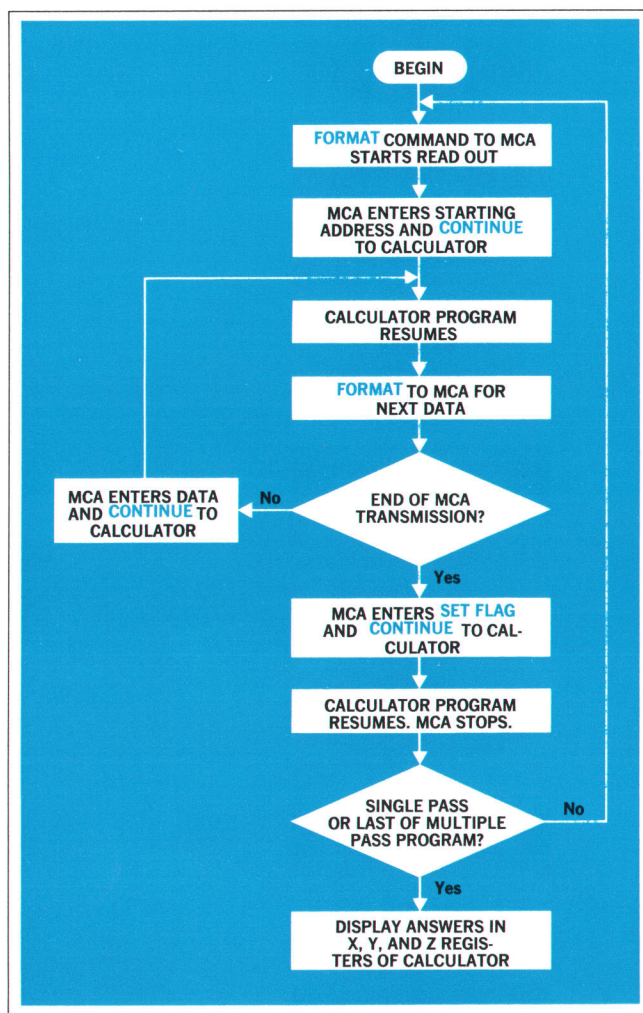 BEGIN
FORMAT COMMAND TO MCA
STARTS READ OUT
MCA ENTERS STARTING
ADDRESS AND CONTINUE
TO CALCULATOR
CALCULATOR PROGRAM
RESUMES
FORMAT TO MCA FOR
NEXT DATA
END OF MCA
TRANSMISSION?
No
MCA ENTERS DATA
AND CONTINUE TO
CALCULATOR
Yes
MCA ENTERS SET FLAG
AND CONTINUE TO CAL-
CULATOR
CALCULATOR PROGRAM
RESUMES. MCA STOPS.
SINGLE PASS
OR LAST OF MULTIPLE
PASS PROGRAM?
No
Yes
DISPLAY ANSWERS IN
X, Y, AND Z REGIS-
TERS OF CALCULATOR